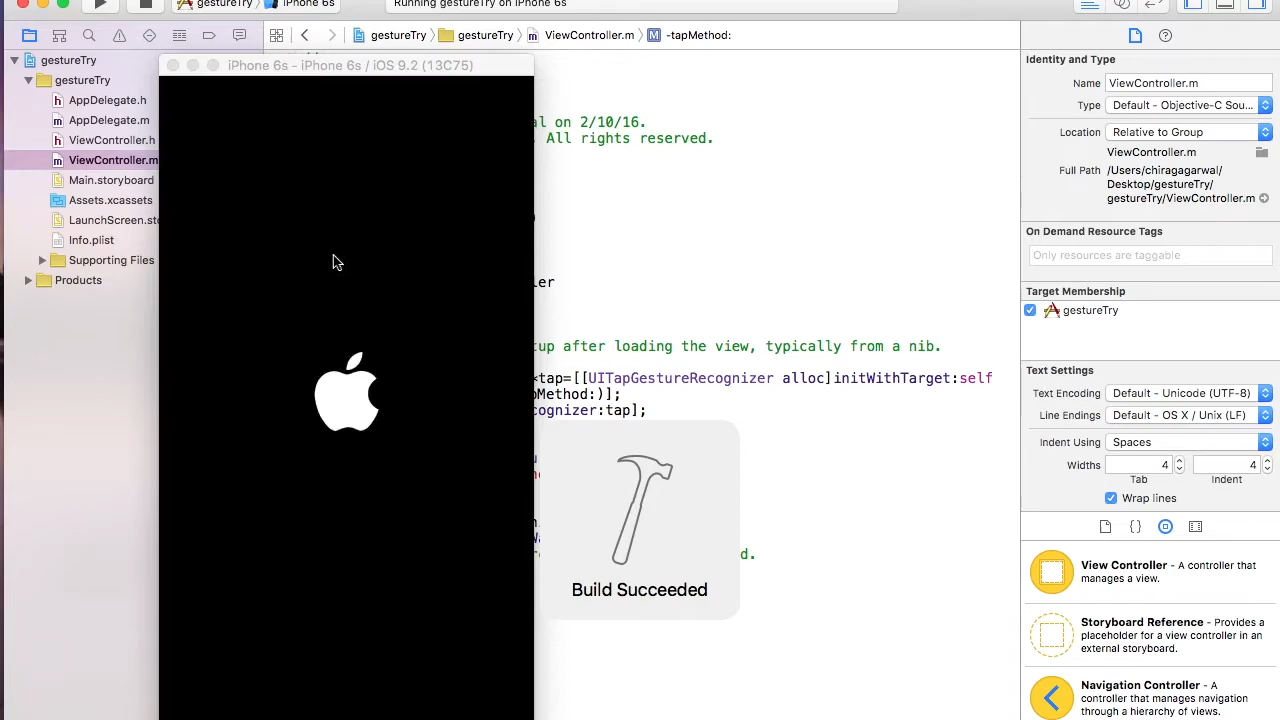 gestureTry
iPhone 6s
Running gestureTry on iPhone 6s
gestureTry
gestureTry
ViewController.m
-tapMethod:
gestureTry
gestureTry
AppDelegate.h
AppDelegate.m
ViewController.h
ViewController.m
Main.storyboard
Assets.xcassets
LaunchScreen.sto
Info.plist
Supporting Files
Products
iPhone 6s - iPhone 6s / iOS 9.2 (13C75)
al on 2/10/16.
. All rights reserved.
)
ler
tup after loading the view, typically from a nib.
<tap=[[UITapGestureRecognizer alloc]initWithTarget:self
pMethod:)];
cognizer:tap];
d.
Build Succeeded
Identity and Type
Name ViewController.m
Type Default - Objective-C Sou...
Location Relative to Group
ViewController.m
Full Path /Users/chiragagarwal/
Desktop/gestureTry/
gestureTry/ViewController.m
On Demand Resource Tags
Only resources are taggable
Target Membership
gestureTry
Text Settings
Text Encoding Default - Unicode (UTF-8)
Line Endings Default - OS X / Unix (LF)
Indent Using Spaces
Widths 4 4
Tab Indent
Wrap lines
View Controller - A controller that
manages a view.
Storyboard Reference - Provides a
placeholder for a view controller in an
external storyboard.
Navigation Controller - A
controller that manages navigation
through a hierarchy of views.